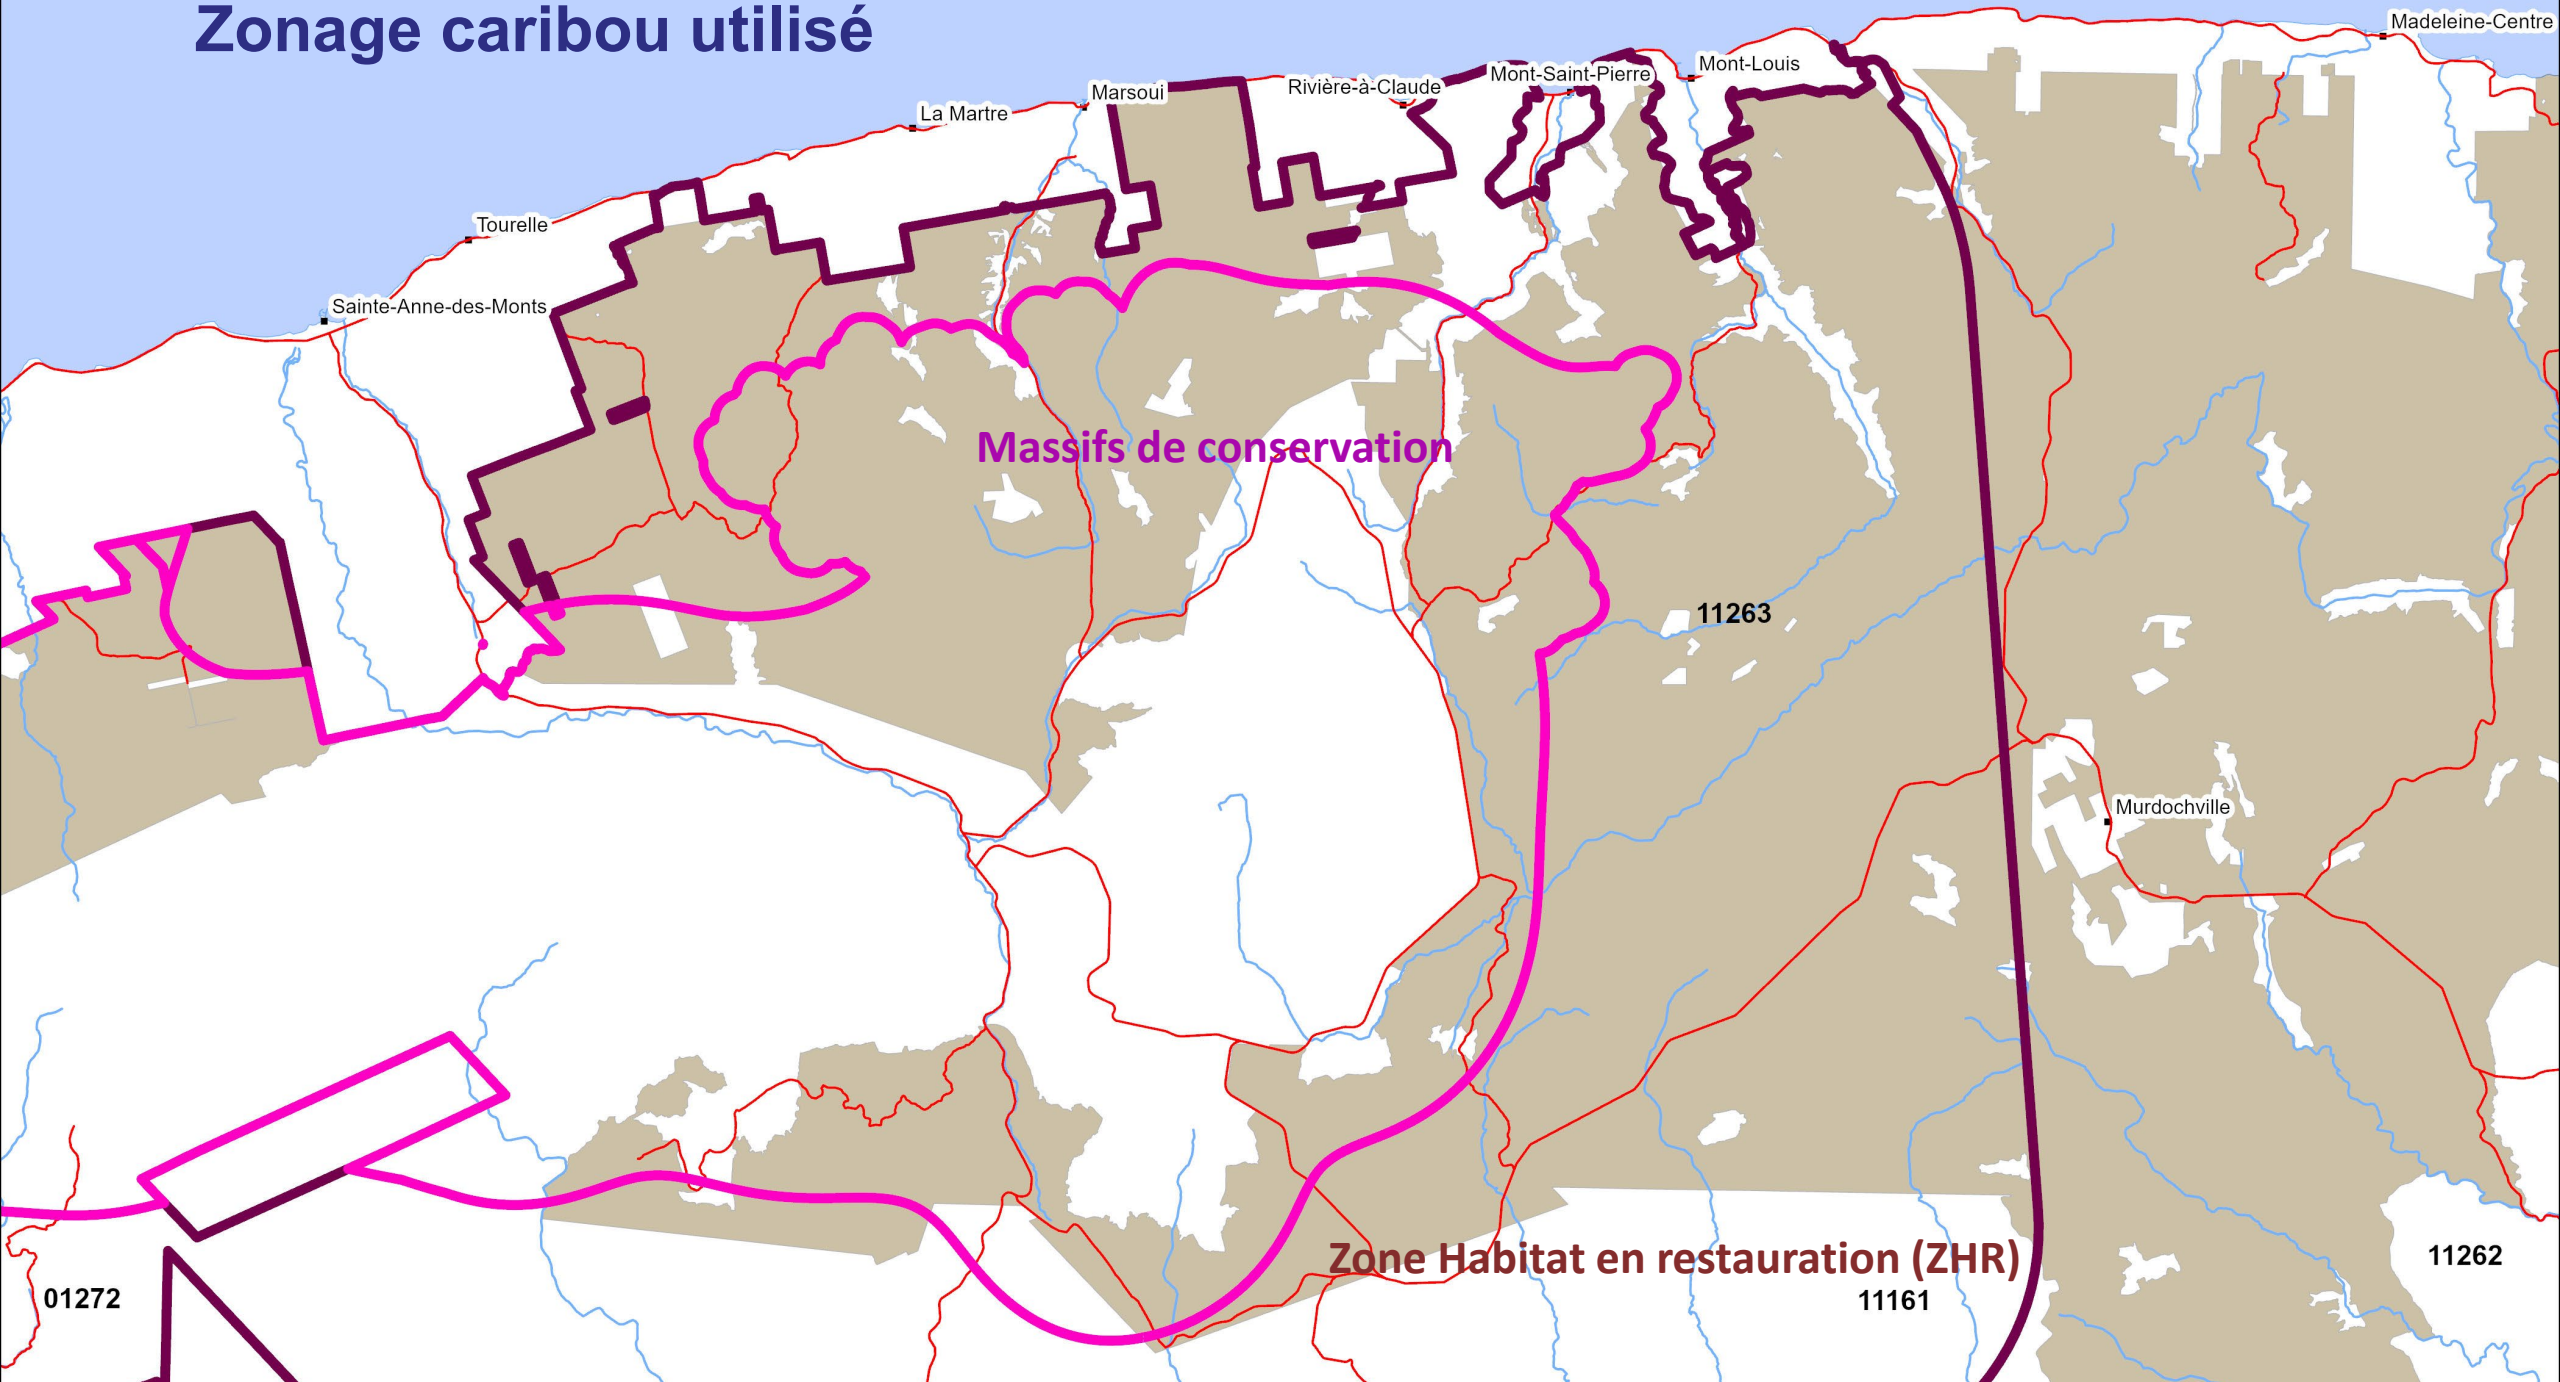 Zonage caribou utilisé
Madeleine-Centre
Mont-Louis
Mont-Saint-Pierre
Rivière-à-Claude
Marsoui
La Martre
Tourelle
Sainte-Anne-des-Monts
Massifs de conservation
11263
Murdochville
Zone Habitat en restauration (ZHR)
11262
01272
11161